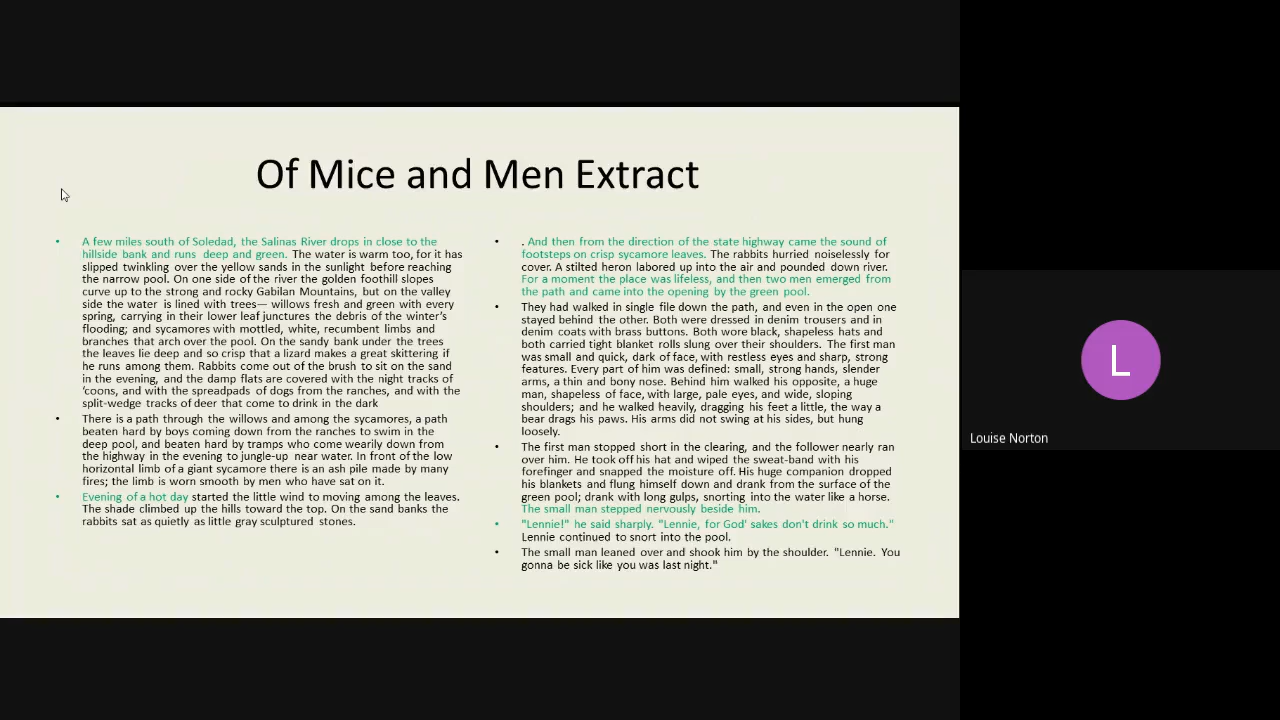 Of Mice and Men Extract
• A few miles south of Soledad, the Salinas River drops in close to the
hillside bank and runs deep and green. The water is warm too, for it has
slipped twinkling over the yellow sands in the sunlight before reaching
the narrow pool. On one side of the river the golden foothill slopes
curve up to the strong and rocky Gabilan Mountains, but on the valley
side the water is lined with trees— willows fresh and green with every
spring, carrying in their lower leaf junctures the debris of the winter’s
flooding; and sycamores with mottled, white, recumbent limbs and
branches that arch over the pool. On the sandy bank under the trees
the leaves lie deep and so crisp that a lizard makes a great skittering if
he runs among them. Rabbits come out of the brush to sit on the sand
in the evening, and the damp flats are covered with the night tracks of
‘coons, and with the spreadpads of dogs from the ranches, and with the
split-wedge tracks of deer that come to drink in the dark
• There is a path through the willows and among the sycamores, a path
beaten hard by boys coming down from the ranches to swim in the
deep pool, and beaten hard by tramps who come wearily down from
the highway in the evening to jungle-up near water. In front of the low
horizontal limb of a giant sycamore there is an ash pile made by many
fires; the limb is worn smooth by men who have sat on it.
• Evening of a hot day started the little wind to moving among the leaves.
The shade climbed up the hills toward the top. On the sand banks the
rabbits sat as quietly as little gray sculptured stones.
• . And then from the direction of the state highway came the sound of
footsteps on crisp sycamore leaves. The rabbits hurried noiselessly for
cover. A stilted heron labored up into the air and pounded down river.
For a moment the place was lifeless, and then two men emerged from
the path and came into the opening by the green pool.
• They had walked in single file down the path, and even in the open one
stayed behind the other. Both were dressed in denim trousers and in
denim coats with brass buttons. Both wore black, shapeless hats and
both carried tight blanket rolls slung over their shoulders. The first man
was small and quick, dark of face, with restless eyes and sharp, strong
features. Every part of him was defined: small, strong hands, slender
arms, a thin and bony nose. Behind him walked his opposite, a huge
man, shapeless of face, with large, pale eyes, and wide, sloping
shoulders; and he walked heavily, dragging his feet a little, the way a
bear drags his paws. His arms did not swing at his sides, but hung
loosely.
• The first man stopped short in the clearing, and the follower nearly ran
over him. He took off his hat and wiped the sweat-band with his
forefinger and snapped the moisture off. His huge companion dropped
his blankets and flung himself down and drank from the surface of the
green pool; drank with long gulps, snorting into the water like a horse.
The small man stepped nervously beside him.
• "Lennie!" he said sharply. "Lennie, for God' sakes don't drink so much."
Lennie continued to snort into the pool.
• The small man leaned over and shook him by the shoulder. "Lennie. You
gonna be sick like you was last night."
L
Louise Norton